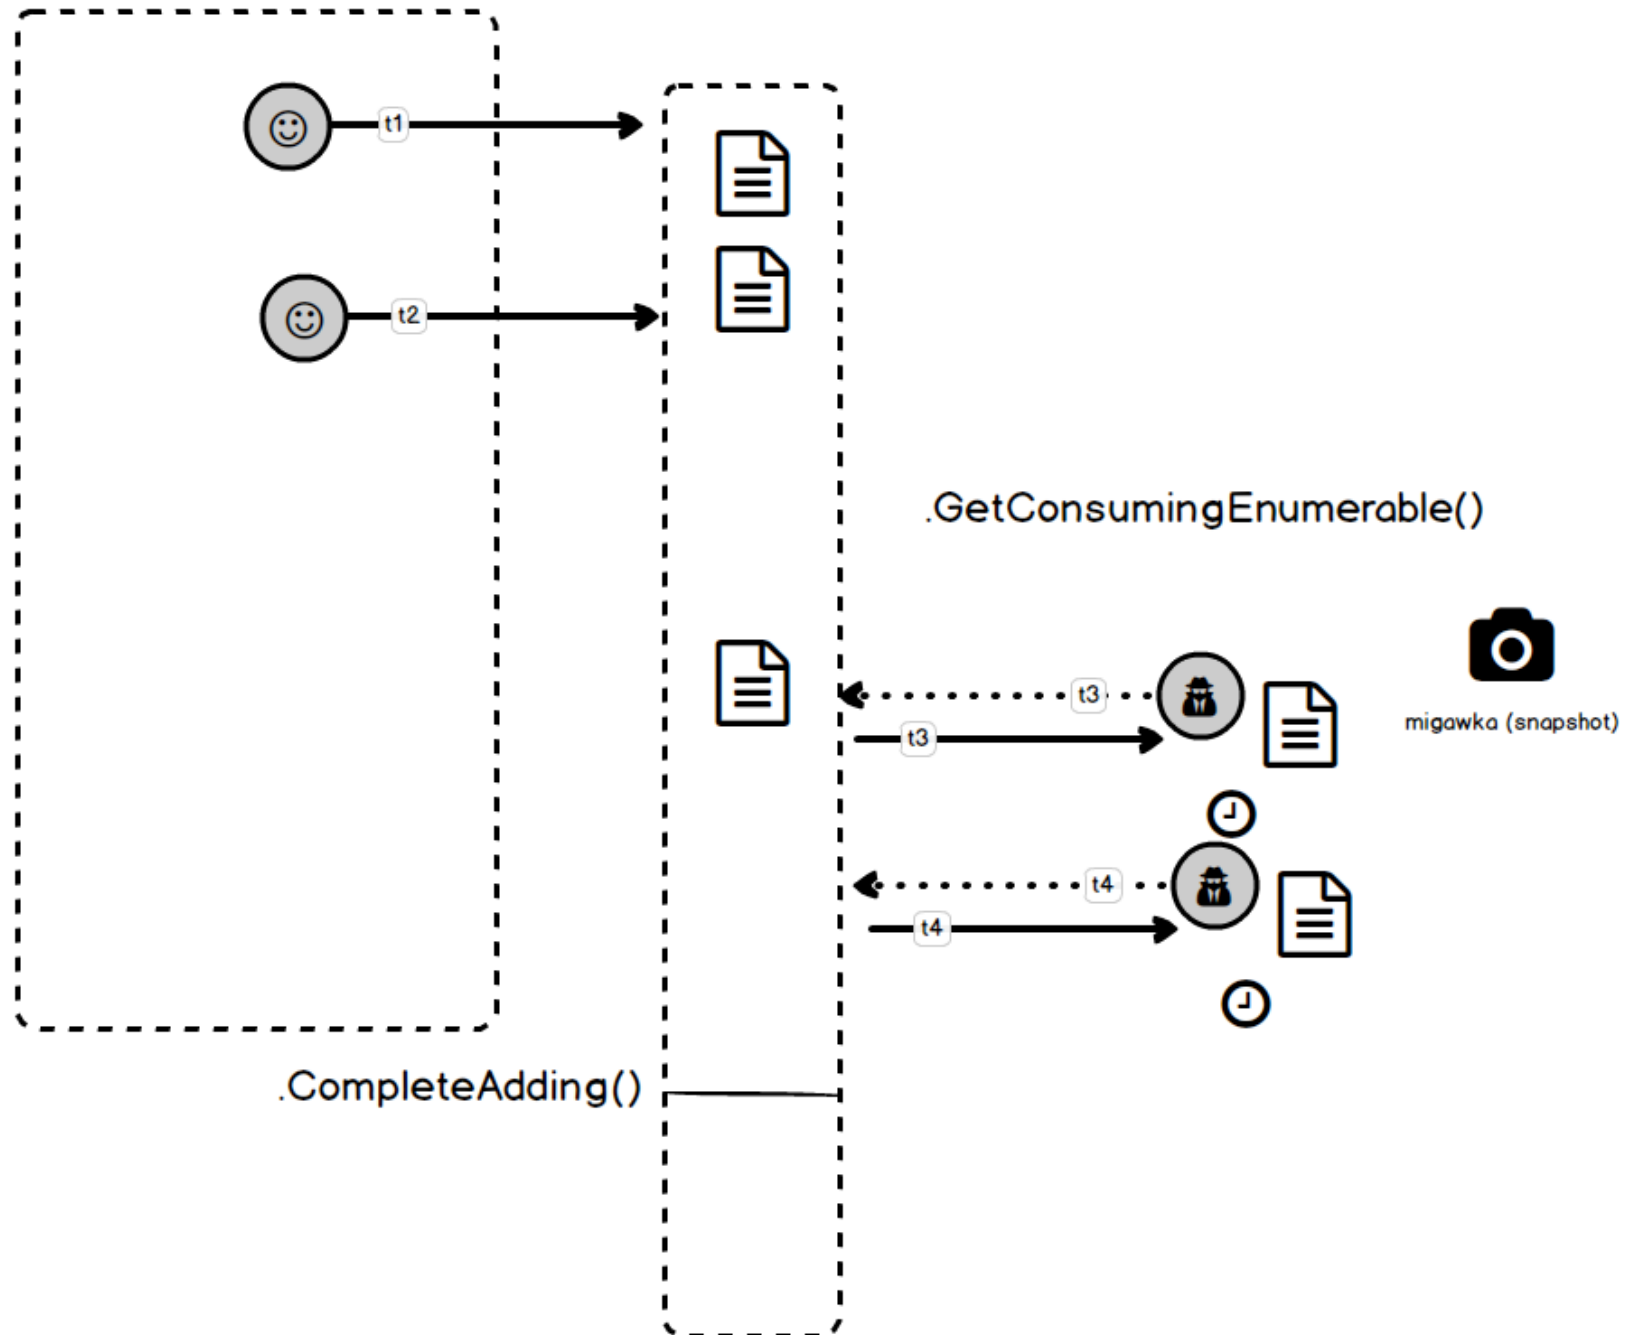 t1
t2
.GetConsumingEnumerable()
t3
migawka (snapshot)
t3
t4
t4
.CompleteAdding()